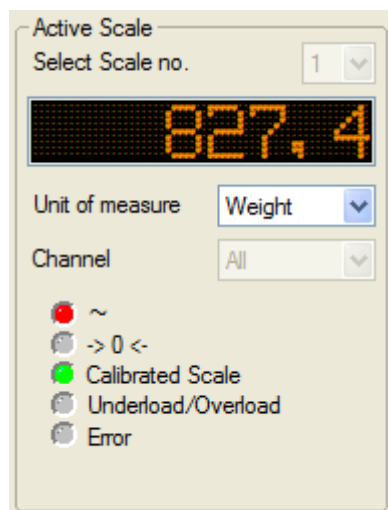 Active Scale
Select Scale no. 1
827.4
Unit of measure Weight
Channel All
~
-> 0 <-
Calibrated Scale
Underload/Overload
Error